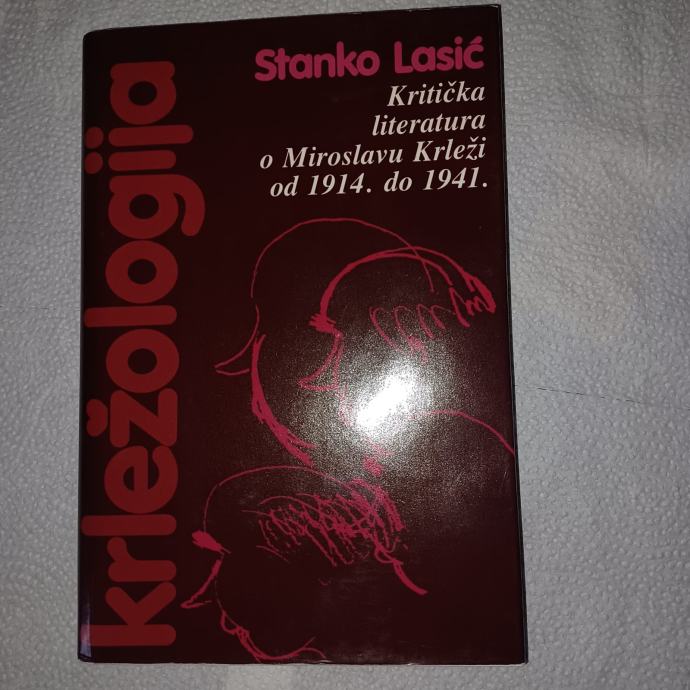 krležologija
Stanko Lasić
Kritička
literatura
o Miroslavu Krleži
od 1914. do 1941.